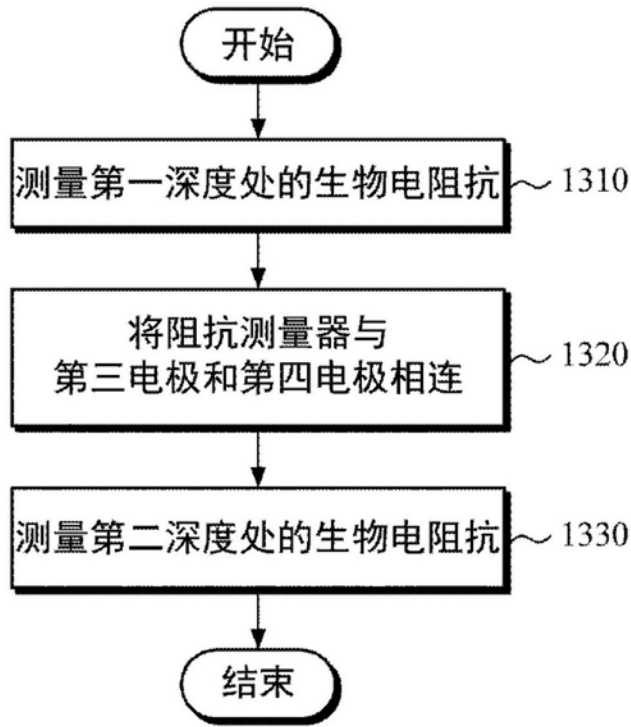 开始
测量第一深度处的生物电阻抗
1310
将阻抗测量器与
第三电极和第四电极相连
1320
测量第二深度处的生物电阻抗
1330
结束